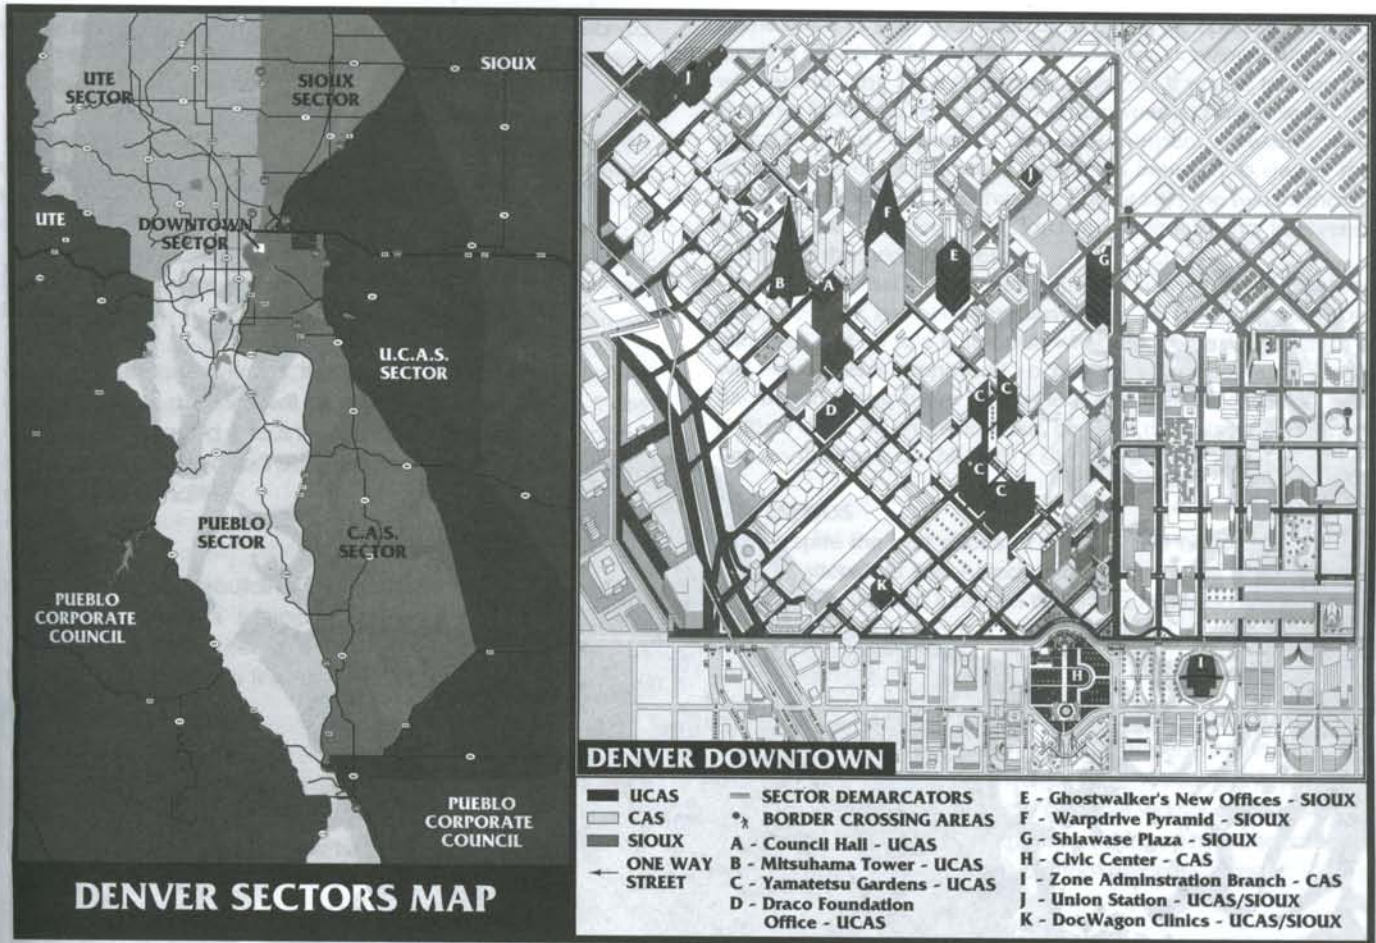 UTE
SECTOR
SIOUX
SECTOR
SIOUX
UTE
DOWNTOWN
SECTOR
U.C.A.S.
SECTOR
PUEBLO
SECTOR
C.A.S.
SECTOR
PUEBLO
CORPORATE
COUNCIL
PUEBLO
CORPORATE
COUNCIL
DENVER SECTORS MAP
J
J
F
E
G
B
A
C
C
D
C
C
K
H
I
DENVER DOWNTOWN
UCAS
CAS
SIOUX
ONE WAY
STREET
SECTOR DEMARCATORS
BORDER CROSSING AREAS
A - Council Hall - UCAS
B - Mitsuhama Tower - UCAS
C - Yamatetsu Gardens - UCAS
D - Draco Foundation
Office - UCAS
E - Ghostwalker's New Offices - SIOUX
F - Warpdrive Pyramid - SIOUX
G - Shiawase Plaza - SIOUX
H - Civic Center - CAS
I - Zone Adminstration Branch - CAS
J - Union Station - UCAS/SIOUX
K - DocWagon Clinics - UCAS/SIOUX